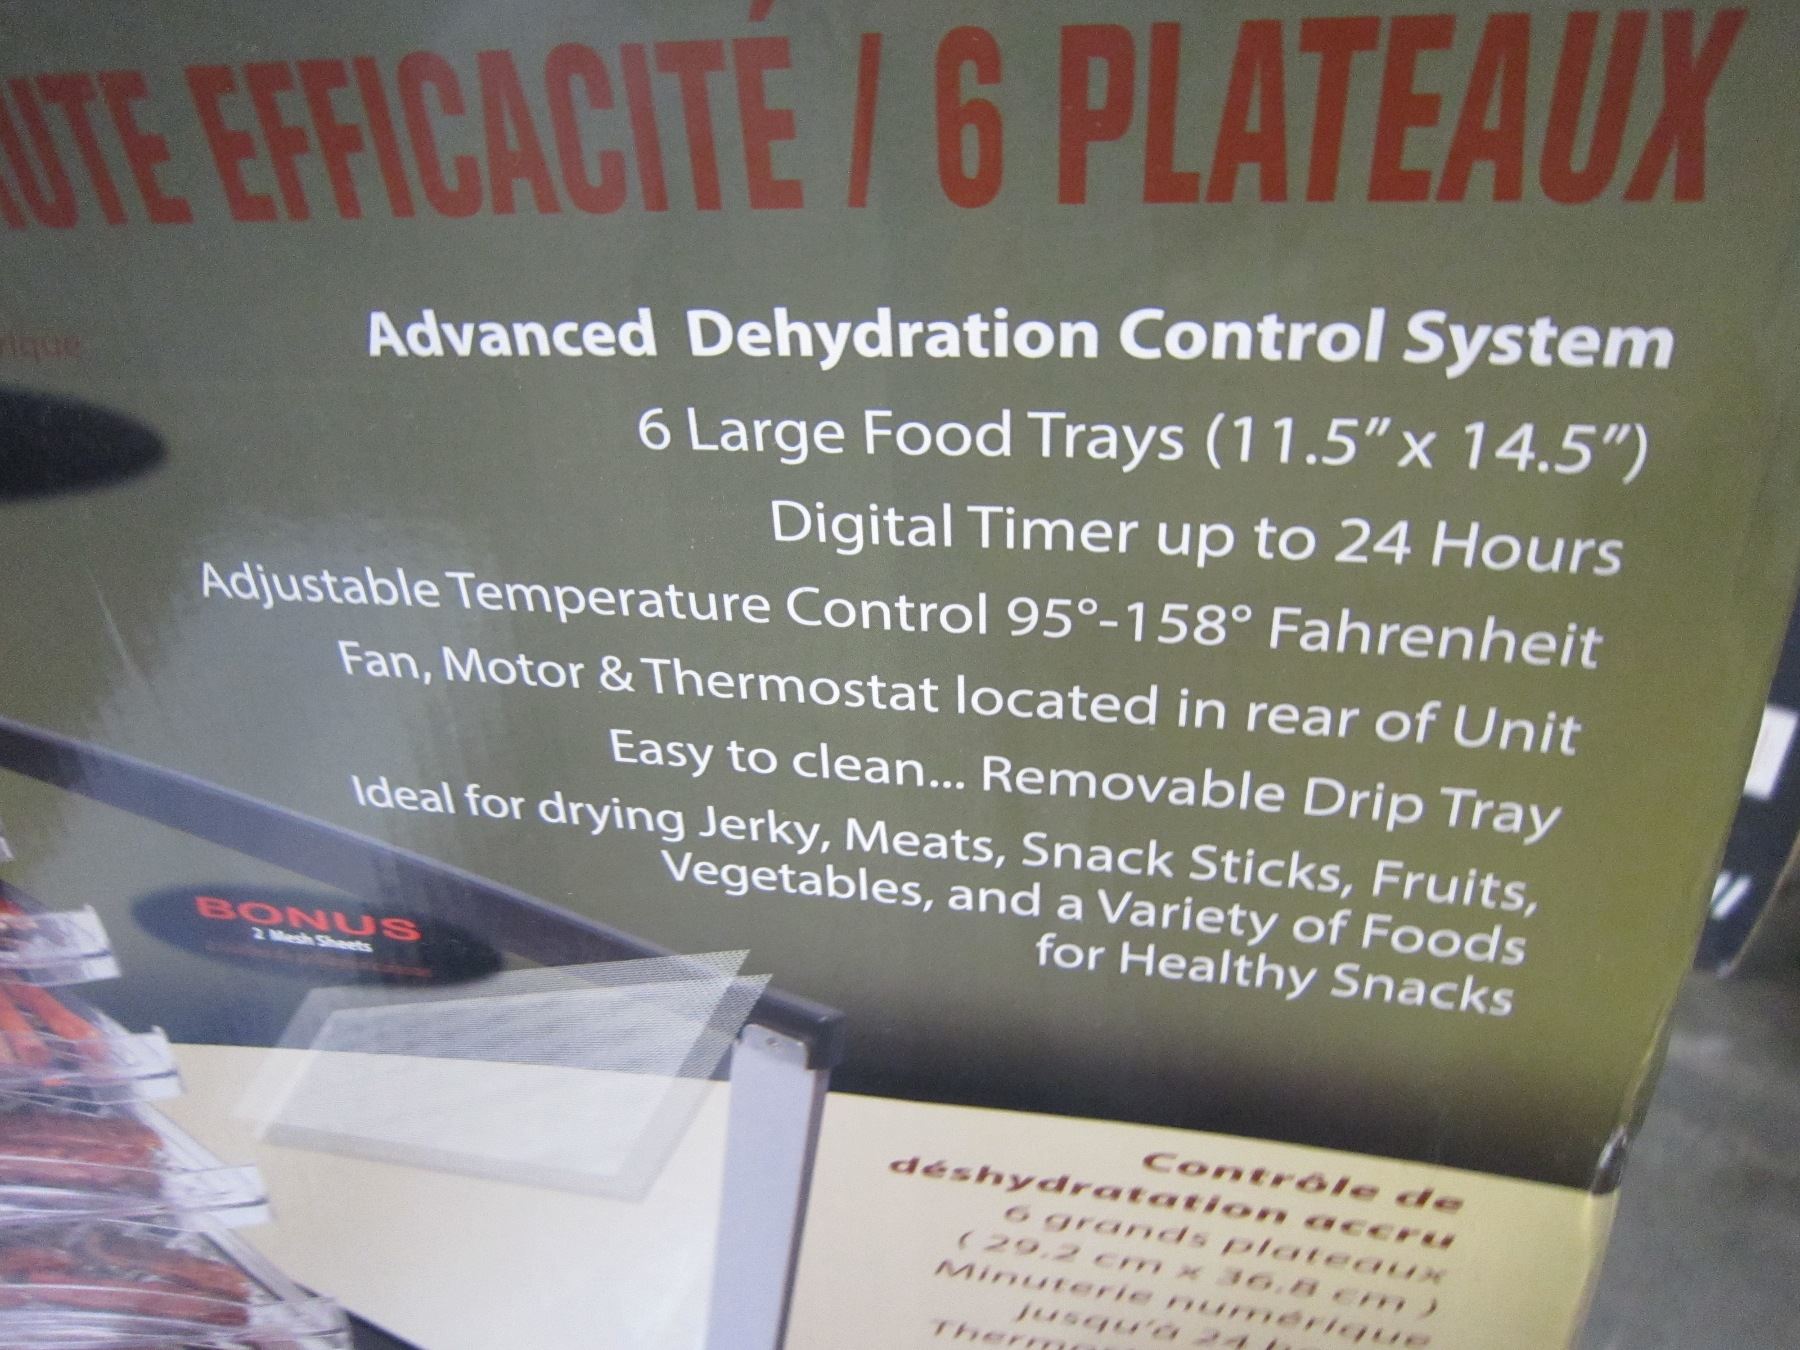 EFFICACITÉ / 6 PLATEAUX
Advanced Dehydration Control System
6 Large Food Trays (11.5" x 14.5")
Digital Timer up to 24 Hours
Adjustable Temperature Control 95°-158° Fahrenheit
Fan, Motor & Thermostat located in rear of Unit
Easy to clean... Removable Drip Tray
Ideal for drying Jerky, Meats, Snack Sticks, Fruits,
Vegetables, and a Variety of Foods
for Healthy Snacks
BONUS
2 Mesh Sheets
Contrôle de
déshydratation accru
6 grands plateaux
( 29.2 cm x 36.8 cm )
Minuterie numérique
jusqu'à 24